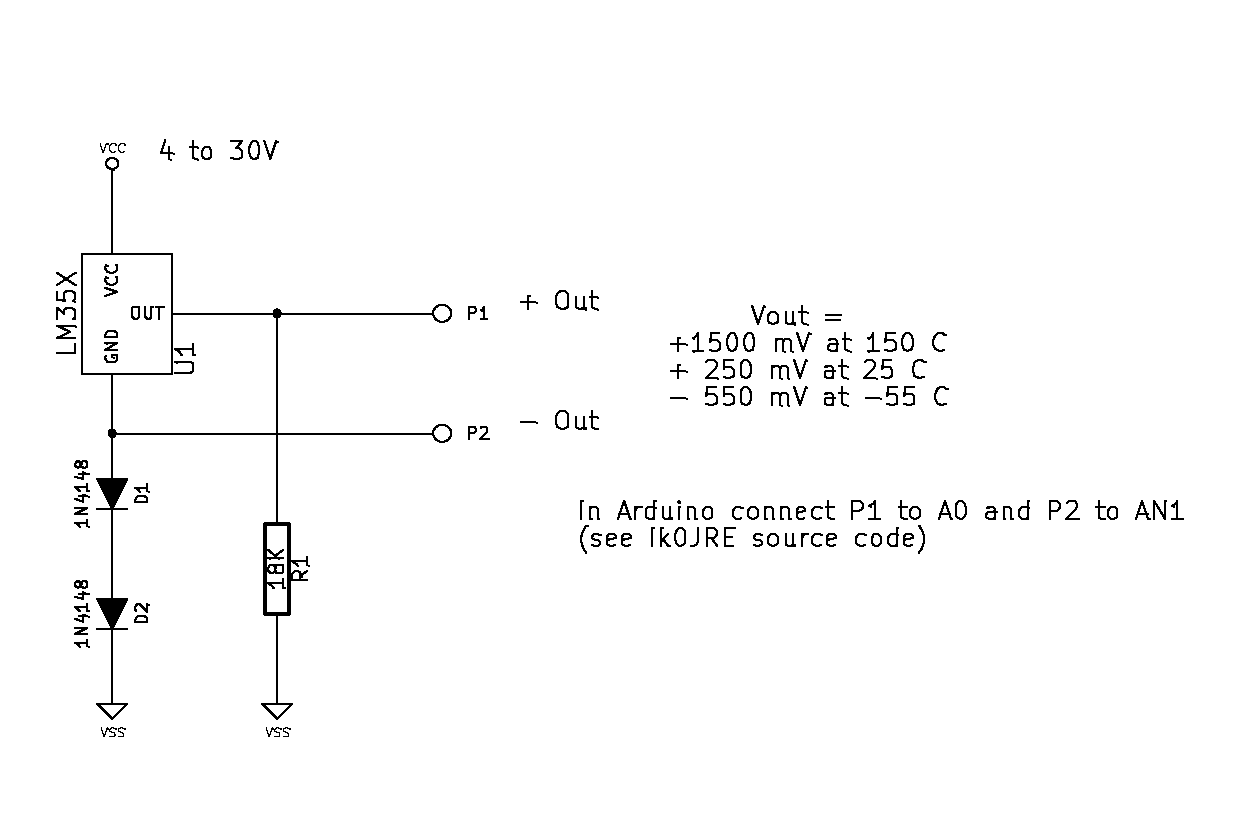 VCC
4 to 30V
LM35X
VCC
OUT
GND
U1
P1
+ Out
Vout =
+1500 mV at 150 C
+ 250 mV at 25 C
- 550 mV at -55 C
P2
- Out
1N4148
D1
In Arduino connect P1 to A0 and P2 to AN1
(see Ik0JRE source code)
18K
R1
1N4148
D2
VSS
VSS